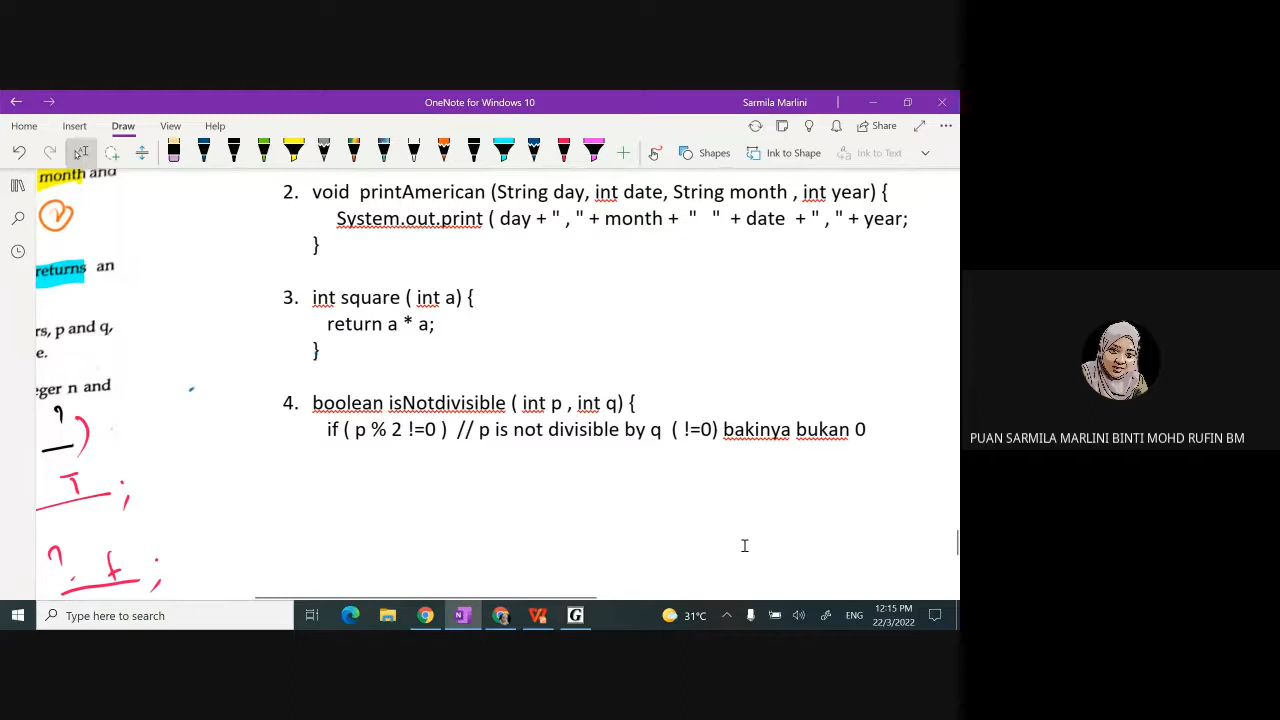 OneNote for Windows 10
Sarmila Marlini
Home Insert Draw View Help
Share
Shapes Ink to Shape Ink to Text
month and
2
returns an
rs, p and q,
e.
eger n and
?
)
T ;
? . f ;
2. void printAmerican (String day, int date, String month , int year) {
System.out.print ( day + " , " + month + " " + date + " , " + year;
}
3. int square ( int a) {
return a * a;
}
4. boolean isNotdivisible ( int p , int q) {
if ( p % 2 !=0 ) // p is not divisible by q ( !=0) bakinya bukan 0
PUAN SARMILA MARLINI BINTI MOHD RUFIN BM
Type here to search
31°C
ENG
12:15 PM
22/3/2022